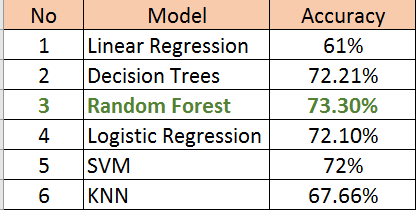 No Model Accuracy
1 Linear Regression 61%
2 Decision Trees 72.21%
3 Random Forest 73.30%
4 Logistic Regression 72.10%
5 SVM 72%
6 KNN 67.66%